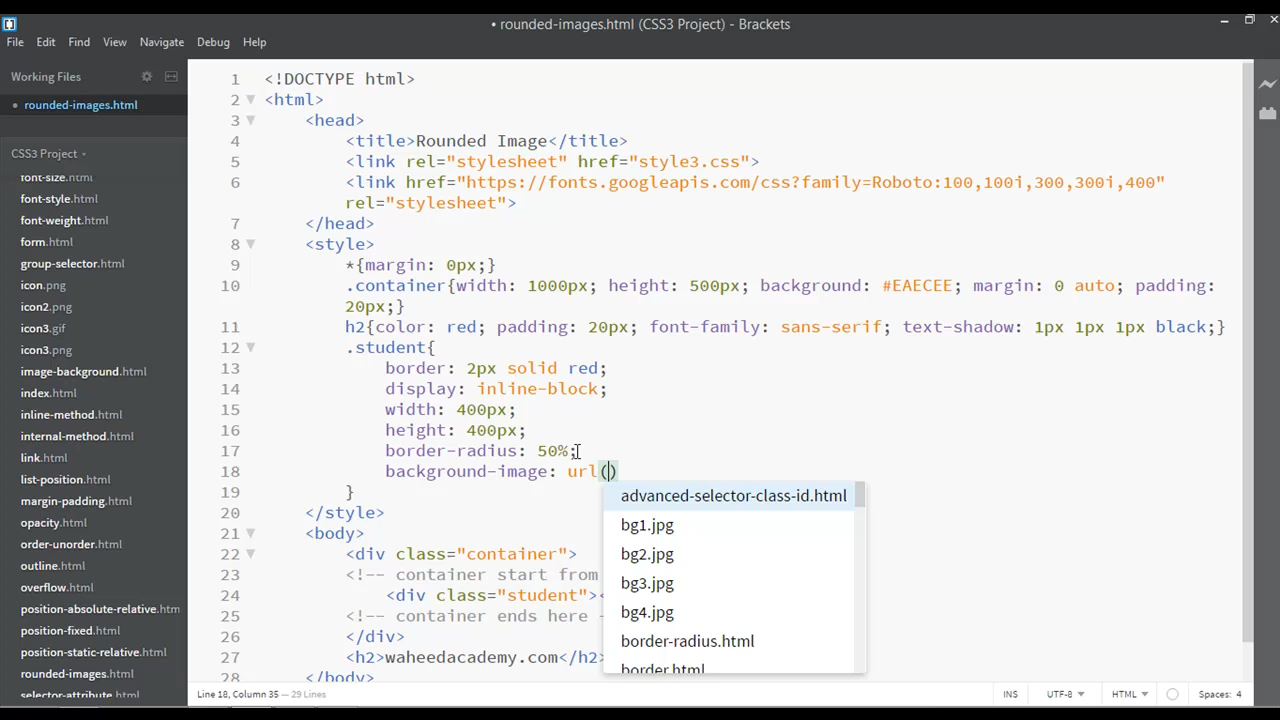 • rounded-images.html (CSS3 Project) - Brackets
File Edit Find View Navigate Debug Help
Working Files
• rounded-images.html
CSS3 Project
font-size.html
font-style.html
font-weight.html
form.html
group-selector.html
icon.png
icon2.png
icon3.gif
icon3.png
image-background.html
index.html
inline-method.html
internal-method.html
link.html
list-position.html
margin-padding.html
opacity.html
order-unorder.html
outline.html
overflow.html
position-absolute-relative.html
position-fixed.html
position-static-relative.html
rounded-images.html
selector-attribute.html
1 <!DOCTYPE html>
2 <html>
3 <head>
4 <title>Rounded Image</title>
5 <link rel="stylesheet" href="style3.css">
6 <link href="https://fonts.googleapis.com/css?family=Roboto:100,100i,300,300i,400"
rel="stylesheet">
7 </head>
8 <style>
9 *{margin: 0px;}
10 .container{width: 1000px; height: 500px; background: #EAECEE; margin: 0 auto; padding:
20px;}
11 h2{color: red; padding: 20px; font-family: sans-serif; text-shadow: 1px 1px 1px black;}
12 .student{
13 border: 2px solid red;
14 display: inline-block;
15 width: 400px;
16 height: 400px;
17 border-radius: 50%;
18 background-image: url()
19 }
20 </style>
21 <body>
22 <div class="container">
23 <!-- container start from
24 <div class="student"><
25 <!-- container ends here -
26 </div>
27 <h2>waheedacademy.com</h2>
28 </body>
advanced-selector-class-id.html
bg1.jpg
bg2.jpg
bg3.jpg
bg4.jpg
border-radius.html
border.html
Line 18, Column 35 — 29 Lines
INS UTF-8 HTML Spaces: 4